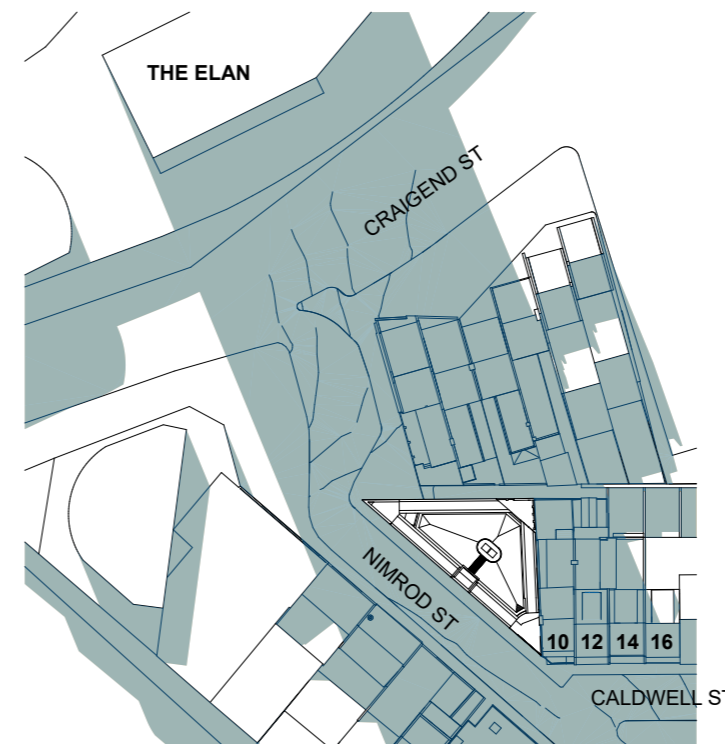 THE ELAN
CRAIGEND ST
NIMROD ST
10 12 14 16
CALDWELL ST